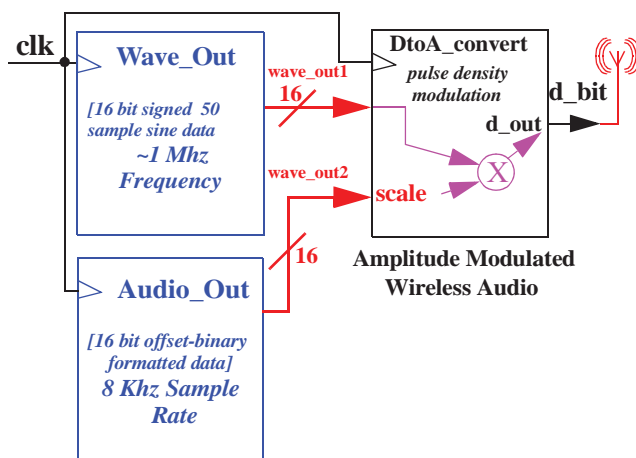 clk
Wave_Out
[16 bit signed 50
sample sine data
~1 Mhz
Frequency
wave_out1
16
DtoA_convert
pulse density
modulation
d_out
d_bit
X
wave_out2
scale
16
Amplitude Modulated
Wireless Audio
Audio_Out
[16 bit offset-binary
formatted data]
8 Khz Sample
Rate